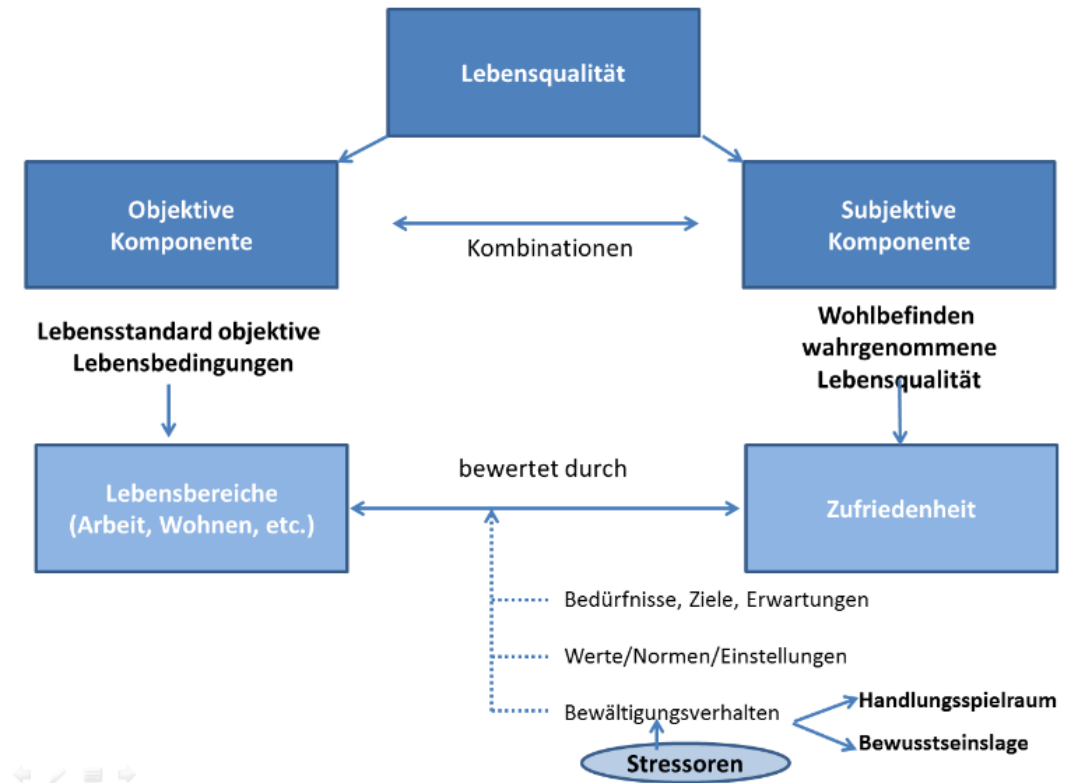 Lebensqualität
Objektive
Komponente
Kombinationen
Subjektive
Komponente
Lebensstandard objektive
Lebensbedingungen
Wohlbefinden
wahrgenommene
Lebensqualität
Lebensbereiche
(Arbeit, Wohnen, etc.)
bewertet durch
Zufriedenheit
Bedürfnisse, Ziele, Erwartungen
Werte/Normen/Einstellungen
Bewältigungsverhalten
Handlungsspielraum
Bewusstseinslage
Stressoren